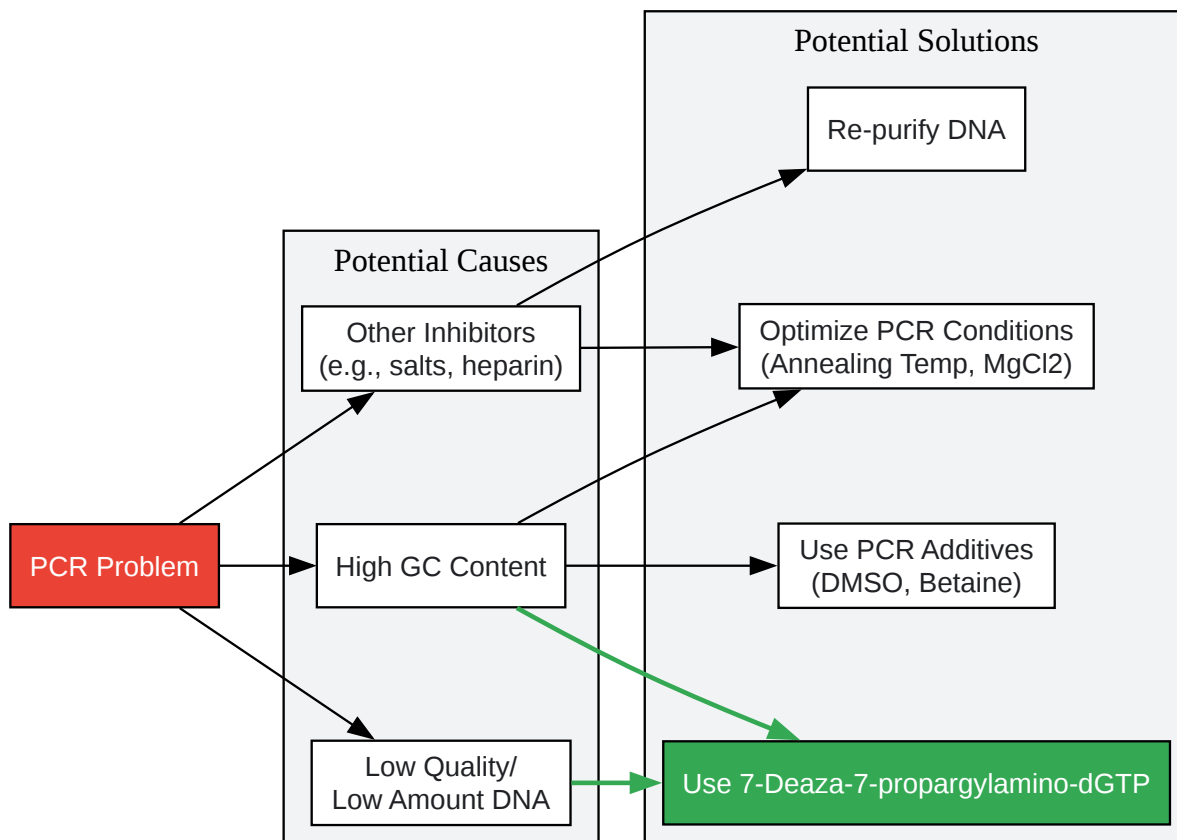 Potential Solutions
Re-purify DNA
Potential Causes
Other Inhibitors
(e.g., salts, heparin)
Optimize PCR Conditions
(Annealing Temp, MgCl2)
PCR Problem
High GC Content
Use PCR Additives
(DMSO, Betaine)
Low Quality/
Low Amount DNA
Use 7-Deaza-7-propargylamino-dGTP